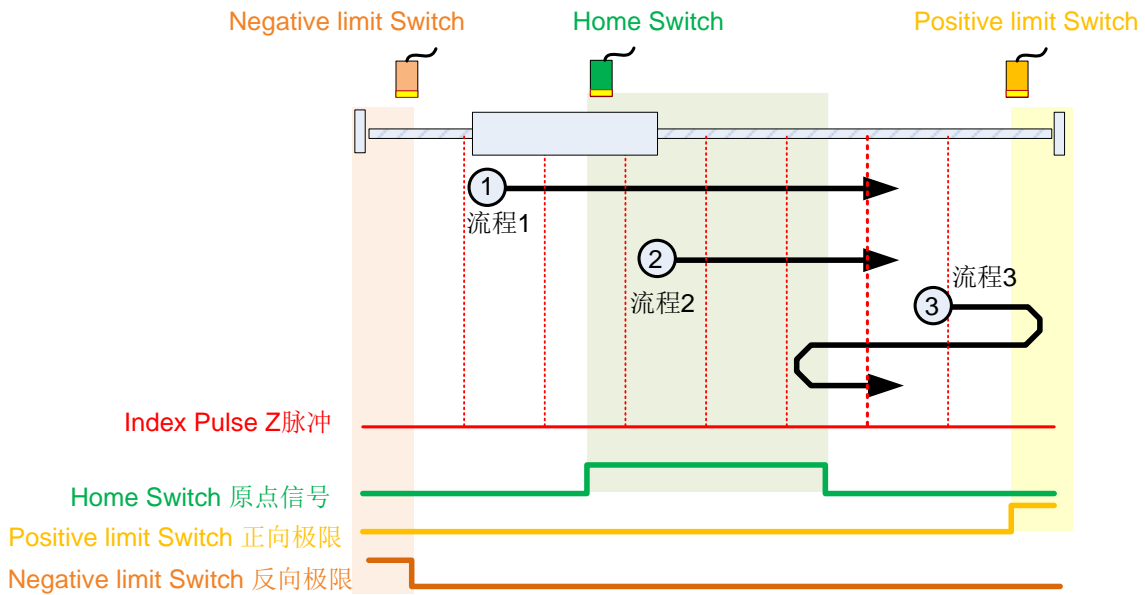 Negative limit Switch
Home Switch
Positive limit Switch
1
流程1
2
流程2
流程3
3
Index Pulse Z脉冲
Home Switch 原点信号
Positive limit Switch 正向极限
Negative limit Switch 反向极限